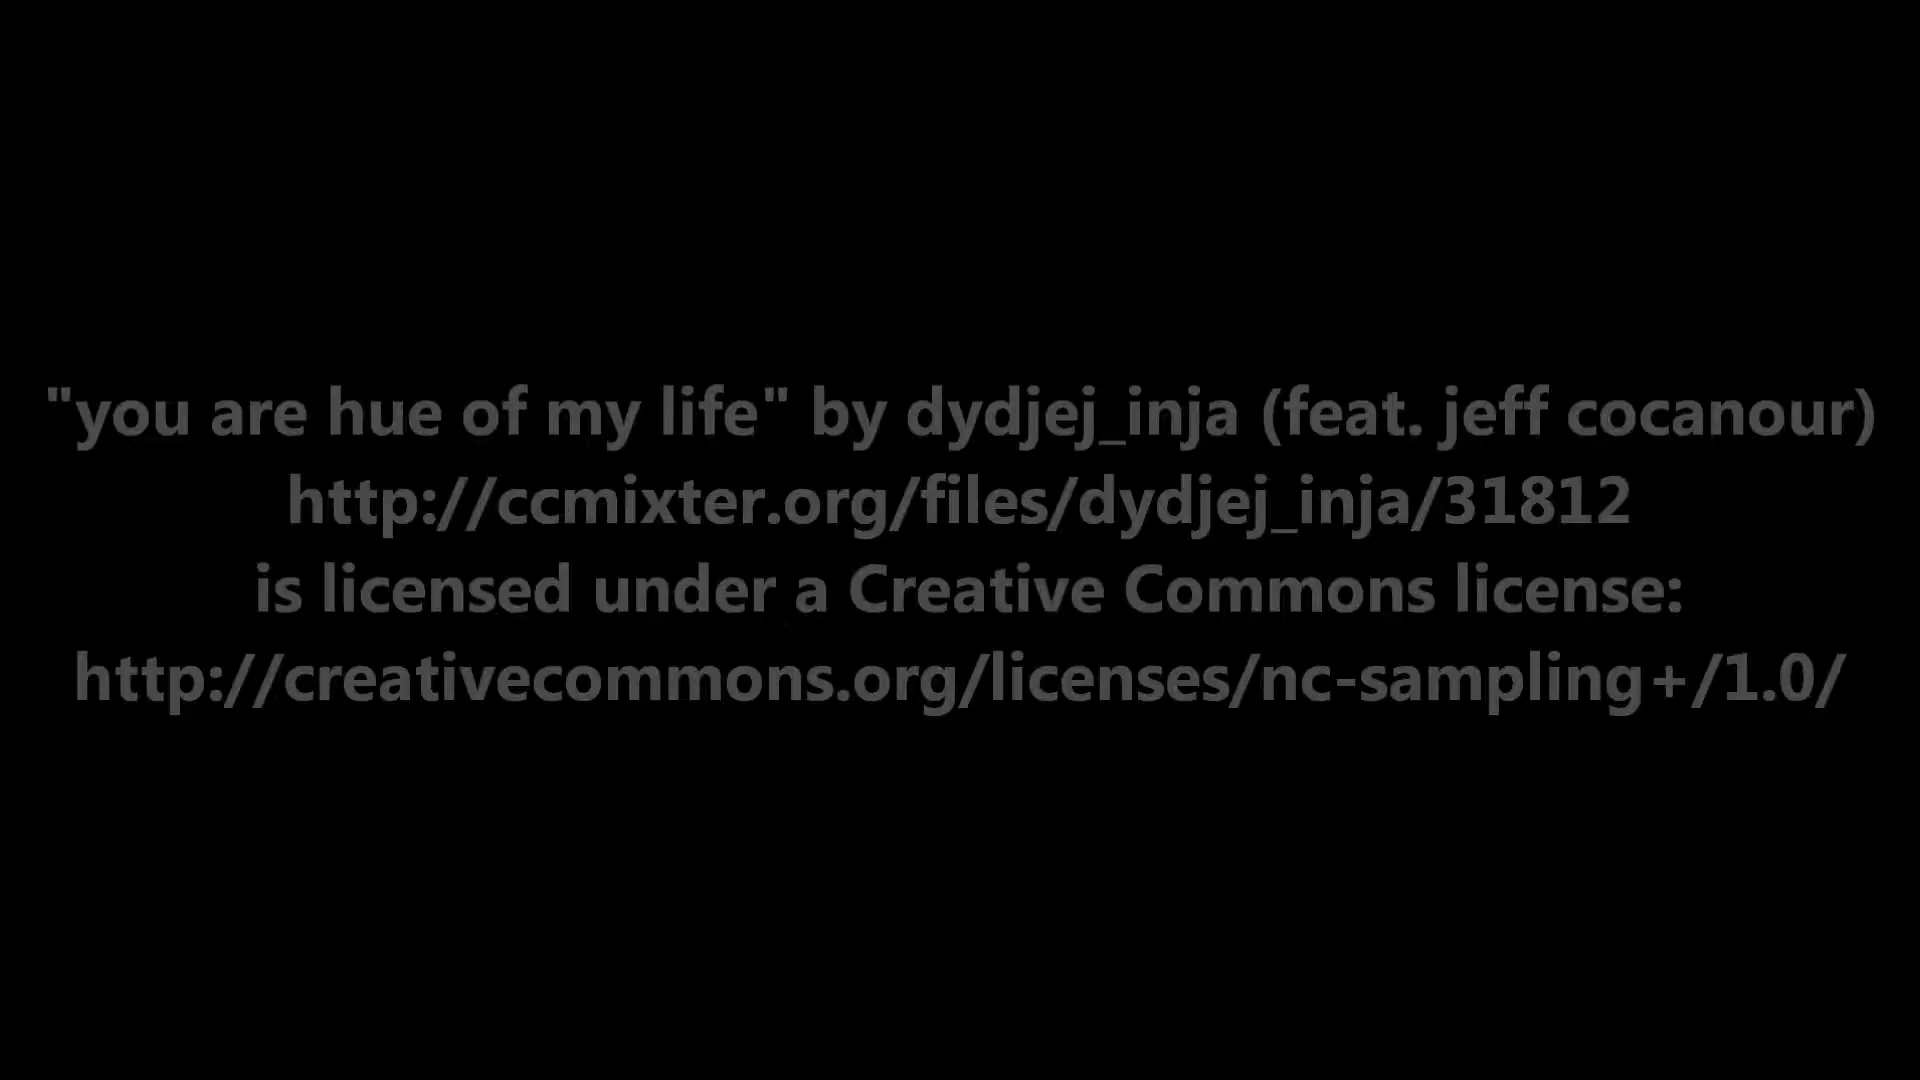 "you are hue of my life" by dydjej_inja (feat. jeff cocanour)
http://ccmixter.org/files/dydjej_inja/31812
is licensed under a Creative Commons license:
http://creativecommons.org/licenses/nc-sampling+/1.0/